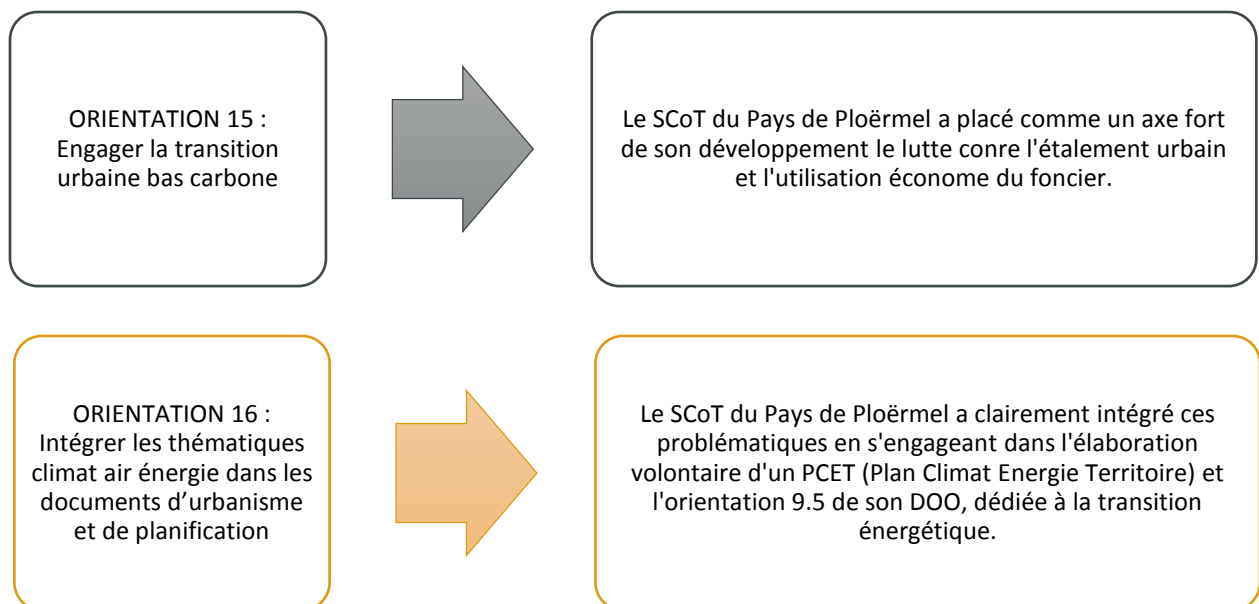 ORIENTATION 15 :
Engager la transition
urbaine bas carbone
Le SCoT du Pays de Ploërmel a placé comme un axe fort
de son développement le lutte conre l'étalement urbain
et l'utilisation économe du foncier.
ORIENTATION 16 :
Intégrer les thématiques
climat air énergie dans les
documents d’urbanisme
et de planification
Le SCoT du Pays de Ploërmel a clairement intégré ces
problématiques en s'engageant dans l'élaboration
volontaire d'un PCET (Plan Climat Energie Territoire) et
l'orientation 9.5 de son DOO, dédiée à la transition
énergétique.